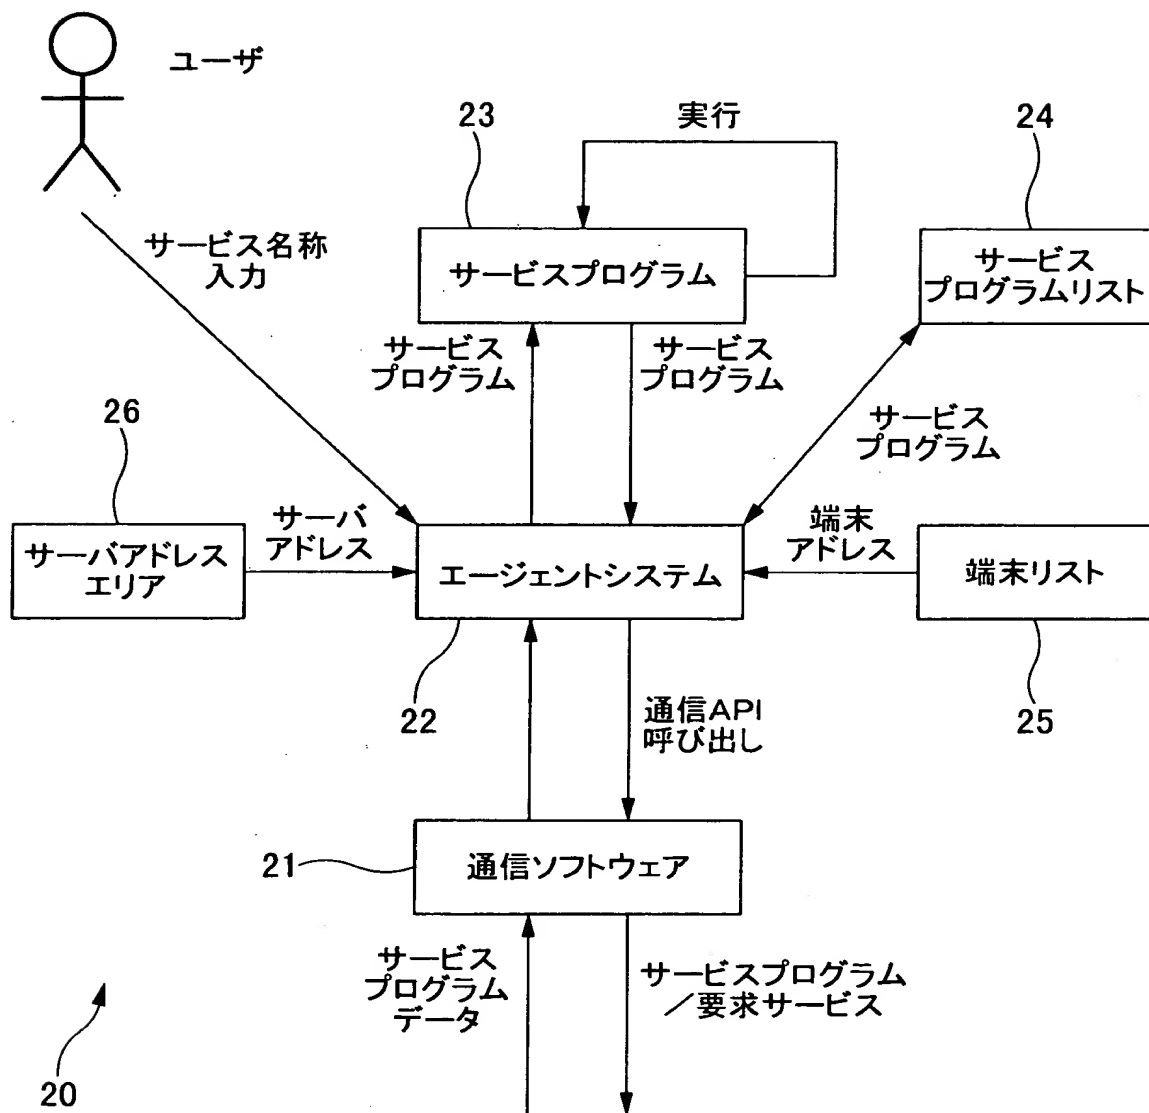 ユーザ
23
実行
24
サービス名称
入力
サービスプログラム
サービス
プログラムリスト
サービス
プログラム
サービス
プログラム
サービス
プログラム
26
サーバアドレス
エリア
サーバ
アドレス
エージェントシステム
端末
アドレス
端末リスト
22
通信API
呼び出し
25
21
通信ソフトウェア
サービス
プログラム
データ
サービスプログラム
／要求サービス
20